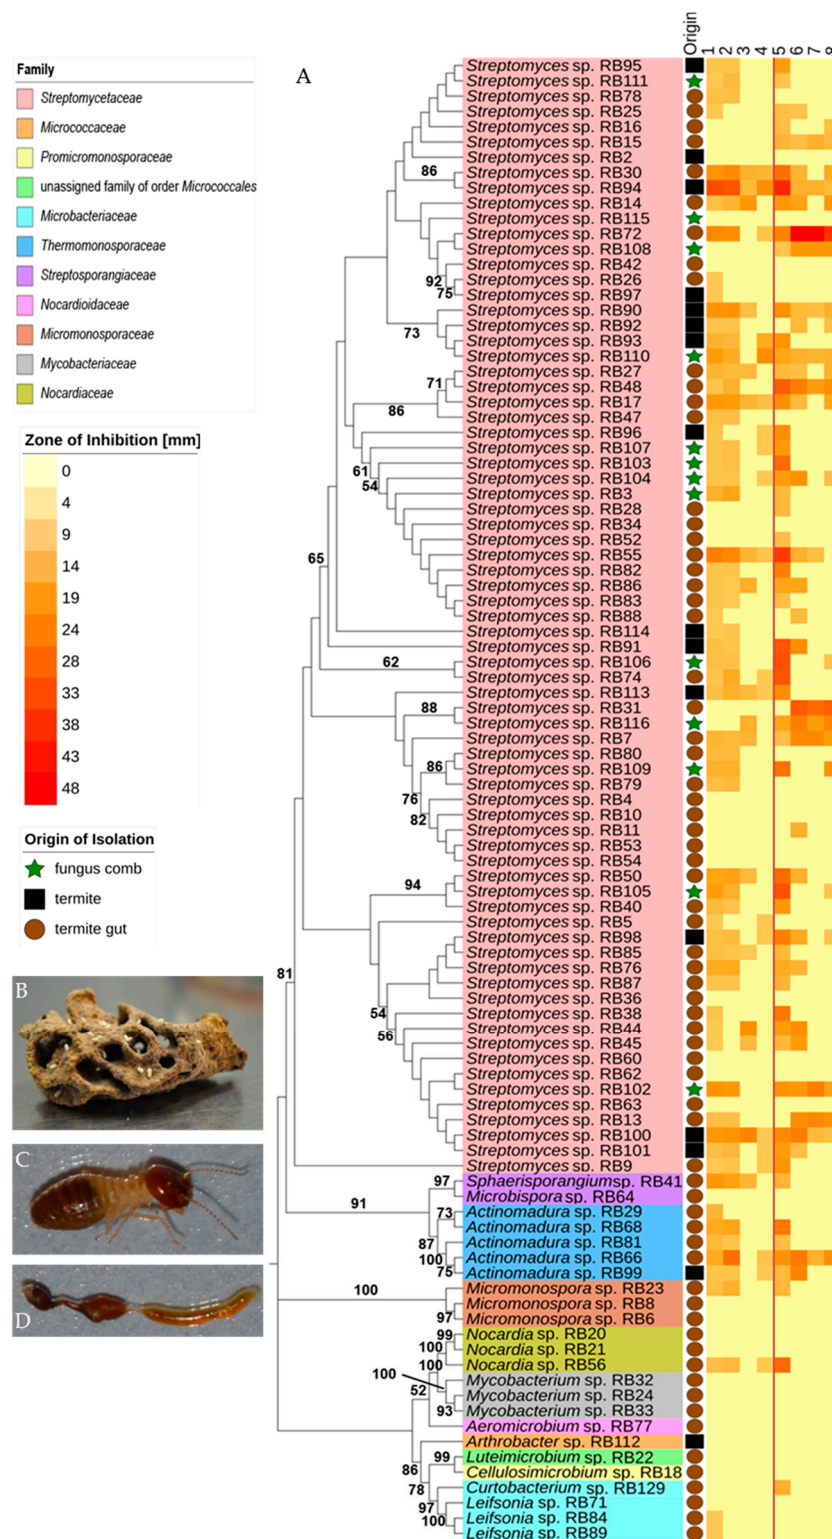 Family
Streptomycetaceae
Micrococcaceae
Promicromonosporaceae
unassigned family of order Micrococcales
Microbacteriaceae
Thermomonosporaceae
Streptosporangiaceae
Nocardioidaceae
Micromonosporaceae
Mycobacteriaceae
Nocardiaceae
Zone of Inhibition [mm]
0
4
9
14
19
24
28
33
38
43
48
Origin of Isolation
fungus comb
termite
termite gut
B
C
D
A
Origin
1 2 3 4 5 6 7 8
Streptomyces sp. RB95
Streptomyces sp. RB111
Streptomyces sp. RB78
Streptomyces sp. RB25
Streptomyces sp. RB16
Streptomyces sp. RB15
Streptomyces sp. RB2
86
Streptomyces sp. RB30
Streptomyces sp. RB94
Streptomyces sp. RB14
Streptomyces sp. RB115
Streptomyces sp. RB72
Streptomyces sp. RB108
Streptomyces sp. RB42
92
Streptomyces sp. RB26
75
Streptomyces sp. RB97
Streptomyces sp. RB90
Streptomyces sp. RB92
73
Streptomyces sp. RB93
Streptomyces sp. RB110
Streptomyces sp. RB27
71
Streptomyces sp. RB48
86
Streptomyces sp. RB17
Streptomyces sp. RB47
Streptomyces sp. RB96
Streptomyces sp. RB107
61
Streptomyces sp. RB103
54
Streptomyces sp. RB104
Streptomyces sp. RB3
Streptomyces sp. RB28
Streptomyces sp. RB34
Streptomyces sp. RB52
65
Streptomyces sp. RB55
Streptomyces sp. RB82
Streptomyces sp. RB86
Streptomyces sp. RB83
Streptomyces sp. RB88
Streptomyces sp. RB114
Streptomyces sp. RB91
62
Streptomyces sp. RB106
Streptomyces sp. RB74
Streptomyces sp. RB113
88
Streptomyces sp. RB31
Streptomyces sp. RB116
Streptomyces sp. RB7
Streptomyces sp. RB80
86
Streptomyces sp. RB109
Streptomyces sp. RB79
76
Streptomyces sp. RB4
82
Streptomyces sp. RB10
Streptomyces sp. RB11
Streptomyces sp. RB53
Streptomyces sp. RB54
94
Streptomyces sp. RB50
Streptomyces sp. RB105
Streptomyces sp. RB40
Streptomyces sp. RB5
Streptomyces sp. RB98
Streptomyces sp. RB85
81
Streptomyces sp. RB76
Streptomyces sp. RB87
Streptomyces sp. RB36
54
Streptomyces sp. RB38
56
Streptomyces sp. RB44
Streptomyces sp. RB45
Streptomyces sp. RB60
Streptomyces sp. RB62
Streptomyces sp. RB102
Streptomyces sp. RB63
Streptomyces sp. RB13
Streptomyces sp. RB100
Streptomyces sp. RB101
Streptomyces sp. RB9
97
Sphaerisporangiumsp. RB41
91
Microbispora sp. RB64
73
Actinomadura sp. RB29
Actinomadura sp. RB68
87
Actinomadura sp. RB81
100
Actinomadura sp. RB66
75
Actinomadura sp. RB99
100
Micromonospora sp. RB23
Micromonospora sp. RB8
97
Micromonospora sp. RB6
99
Nocardia sp. RB20
100
Nocardia sp. RB21
100
Nocardia sp. RB56
100
Mycobacterium sp. RB32
52
Mycobacterium sp. RB24
93
Mycobacterium sp. RB33
Aeromicrobium sp. RB77
Arthrobacter sp. RB112
99
Luteimicrobium sp. RB22
86
Cellulosimicrobium sp. RB18
78
Curtobacterium sp. RB129
97
Leifsonia sp. RB71
100
Leifsonia sp. RB84
Leifsonia sp. RB89